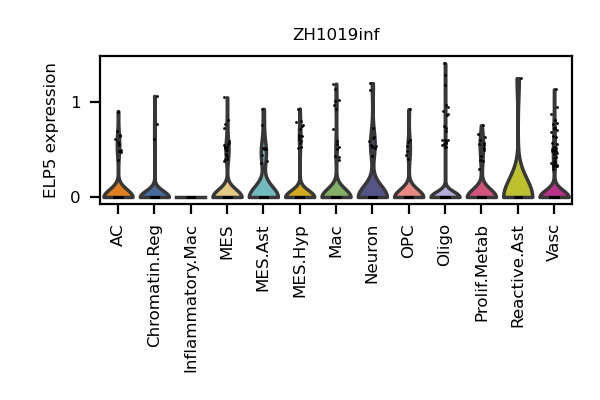 ZH1019inf
ELP5 expression
1
0
AC
Chromatin.Reg
Inflammatory.Mac
MES
MES.Ast
MES.Hyp
Mac
Neuron
OPC
Oligo
Prolif.Metab
Reactive.Ast
Vasc